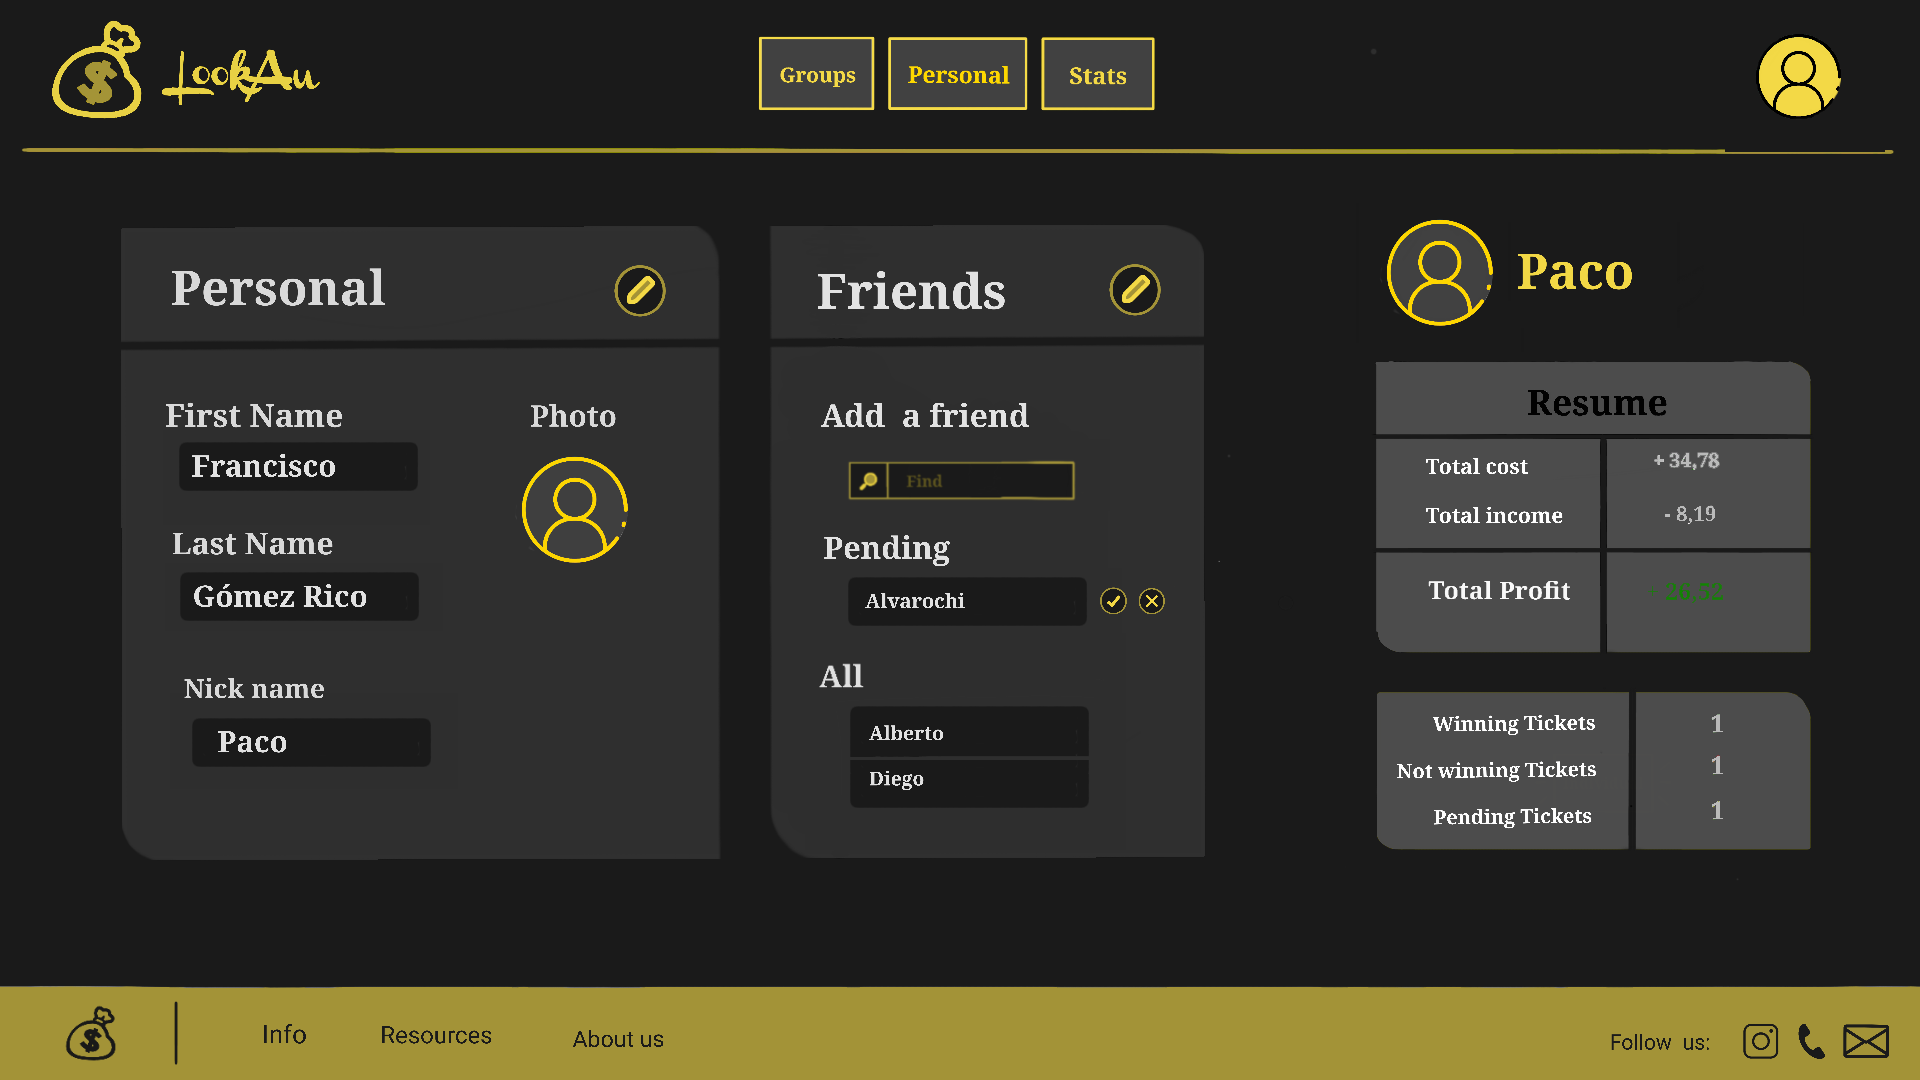 LookAu
Groups
Personal
Stats
Personal
First Name
Francisco
Photo
Last Name
Gómez Rico
Nick name
Paco
Friends
Add a friend
Find
Pending
Alvarochi
All
Alberto
Diego
Paco
Resume
Total cost + 34,78
Total income - 8,19
Total Profit + 26,52
Winning Tickets 1
Not winning Tickets 1
Pending Tickets 1
Info
Resources
About us
Follow us: